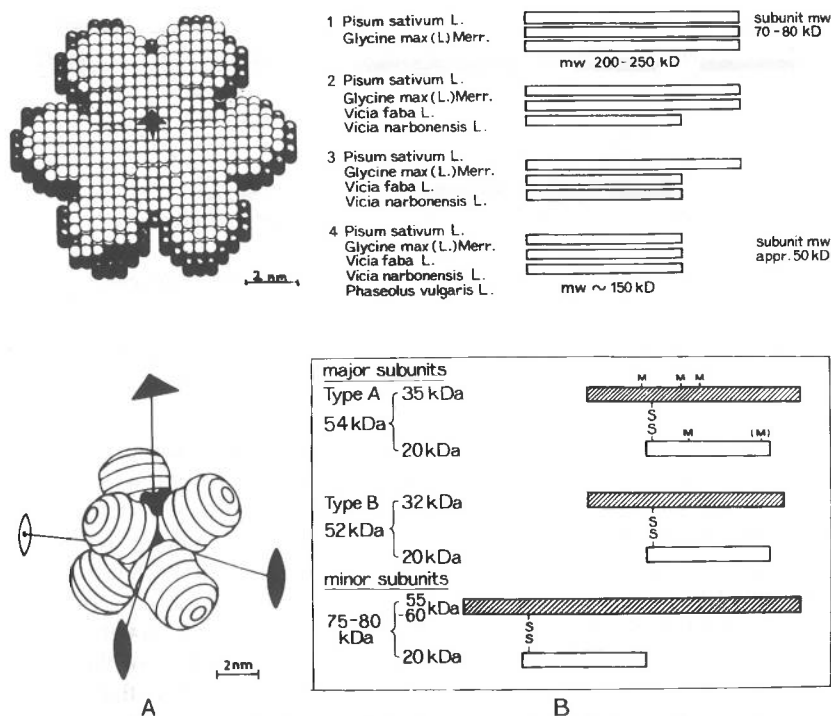 2 nm
1 Pisum sativum L.
Glycine max (L) Merr.
mw 200-250 kD
subunit mw
70-80 kD
2 Pisum sativum L.
Glycine max (L.) Merr.
Vicia faba L.
Vicia narbonensis L.
3 Pisum sativum L.
Glycine max (L.) Merr.
Vicia faba L.
Vicia narbonensis L.
4 Pisum sativum L.
Glycine max (L.) Merr.
Vicia faba L.
Vicia narbonensis L.
Phaseolus vulgaris L.
mw ~ 150 kD
subunit mw
appr. 50 kD
2nm
A
major subunits
M M M
Type A
35 kDa
54 kDa
S
S
M (M)
20 kDa
Type B
32 kDa
52 kDa
S
S
20 kDa
minor subunits
55
-60 kDa
75-80
kDa
S
S
20 kDa
B